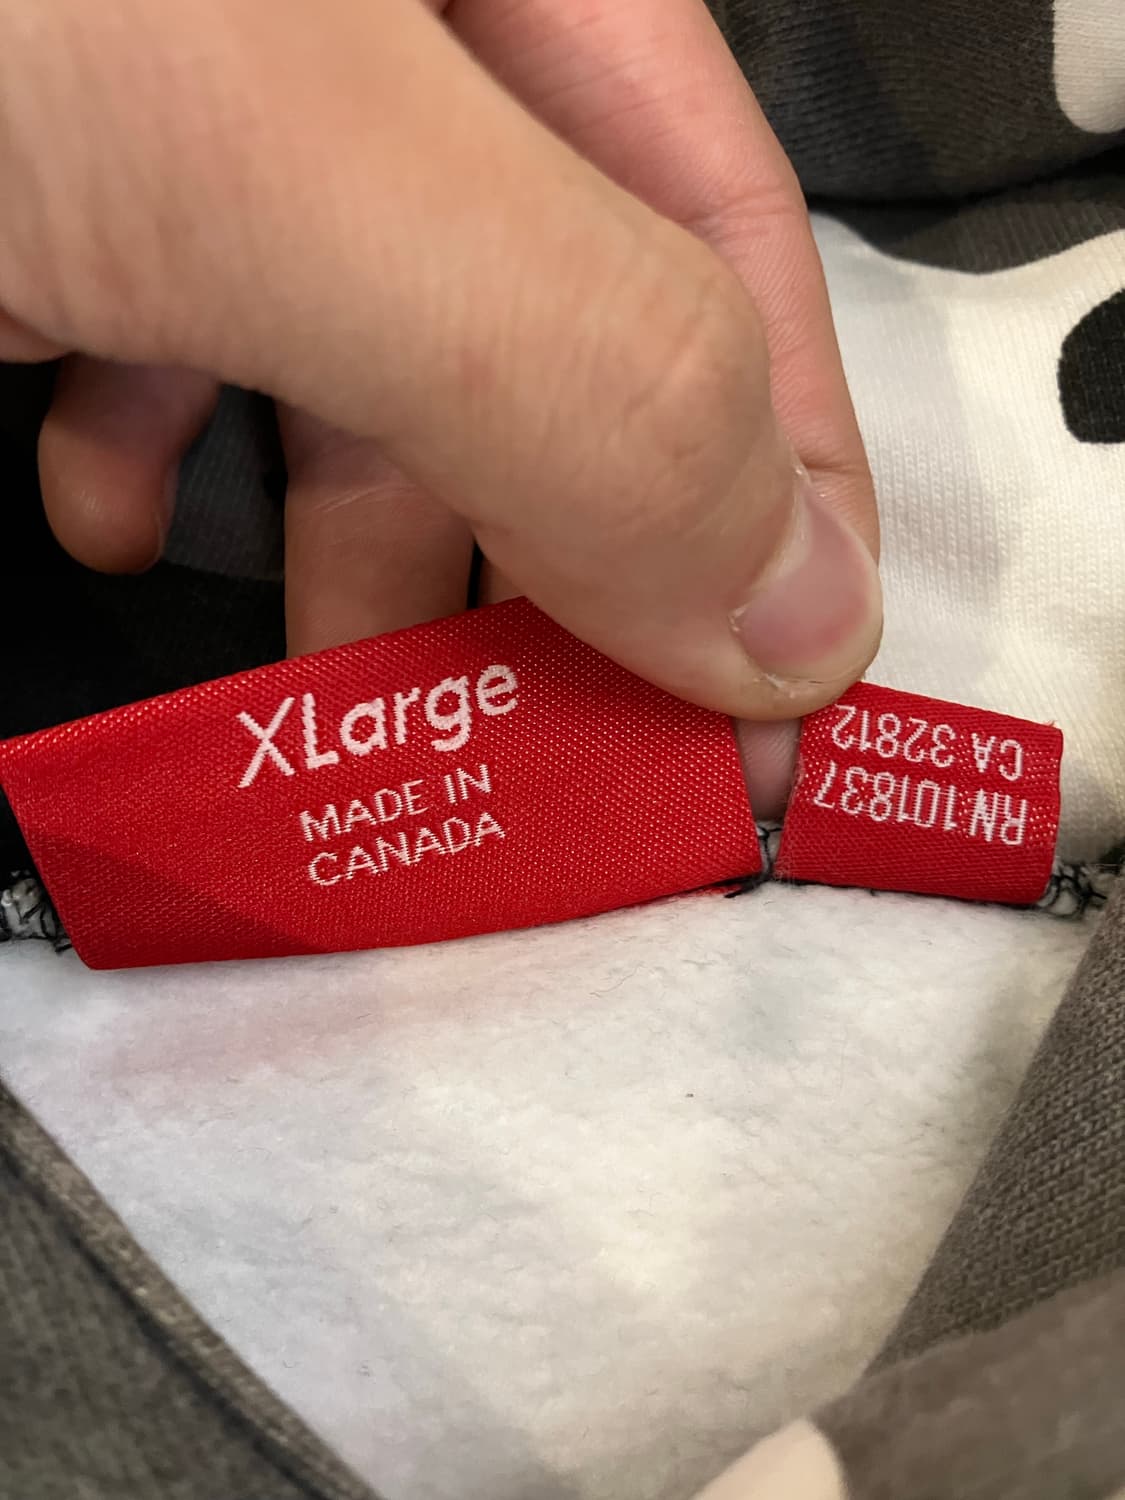 XLarge
MADE IN
CANADA
RN 101837
CA 32812